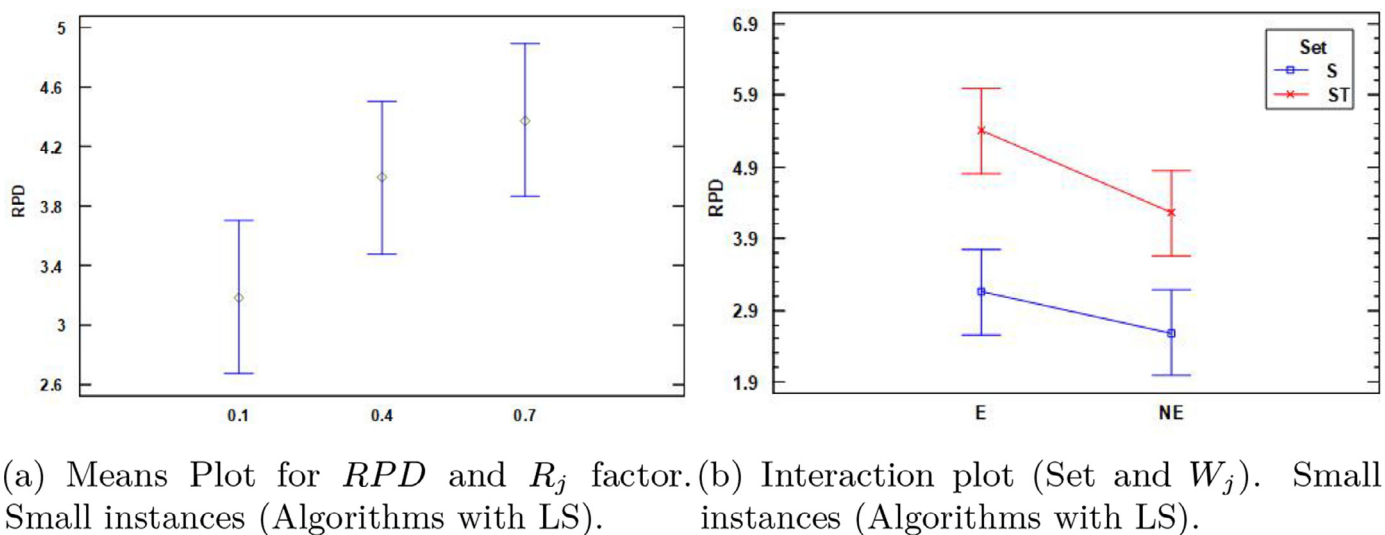 5
4.6
4.2
3.8
3.4
3
2.6
RPD
0.1 0.4 0.7
6.9
5.9
4.9
3.9
2.9
1.9
RPD
E NE
Set
S
ST
(a) Means Plot for RPD and R_j factor.
Small instances (Algorithms with LS).
(b) Interaction plot (Set and W_j). Small
instances (Algorithms with LS).